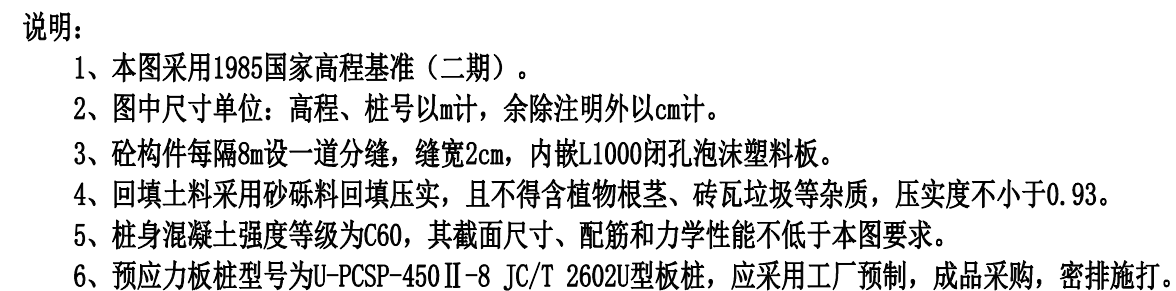 说明：
1、本图采用1985国家高程基准（二期）。
2、图中尺寸单位：高程、桩号以m计，余除注明外以cm计。
3、砼构件每隔8m设一道分缝，缝宽2cm，内嵌L1000闭孔泡沫塑料板。
4、回填土料采用砂砾料回填压实，且不得含植物根茎、砖瓦垃圾等杂质，压实度不小于0.93。
5、桩身混凝土强度等级为C60，其截面尺寸、配筋和力学性能不低于本图要求。
6、预应力板桩型号为U-PCSP-450Ⅱ-8 JC/T 2602U型板桩，应采用工厂预制，成品采购，密排施打。